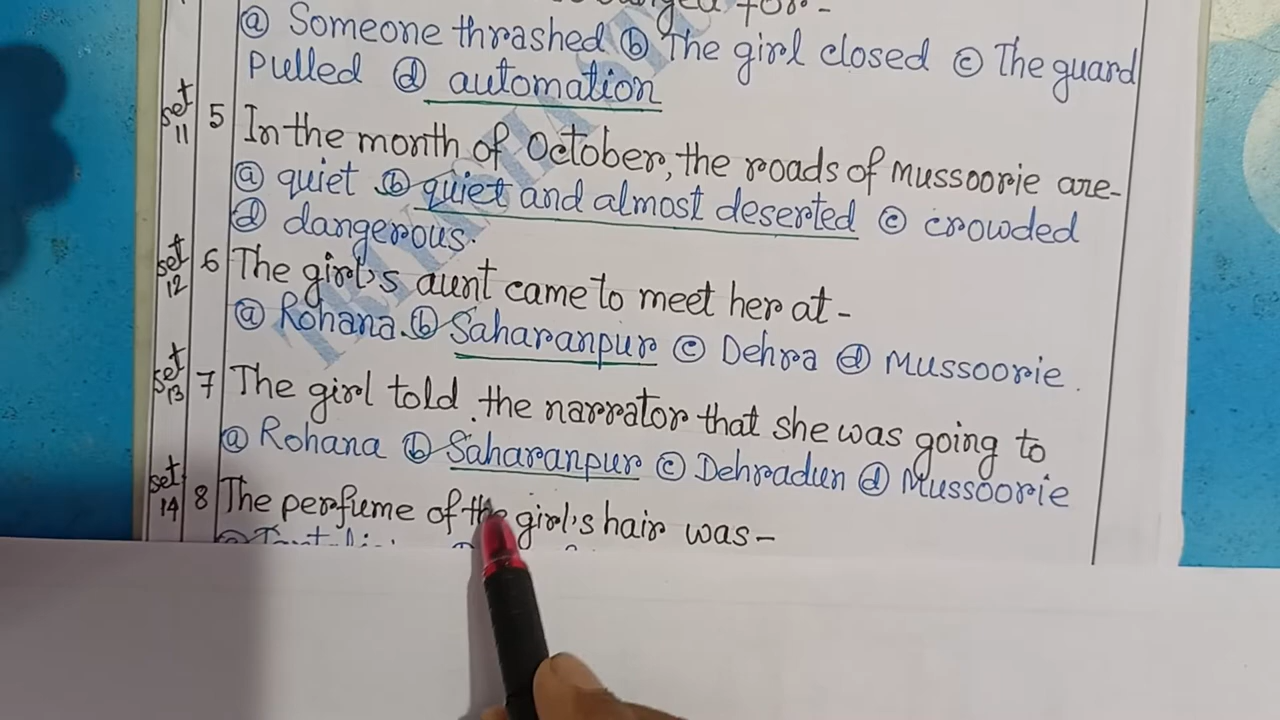 for-
ⓐ Someone thrashed ⓑ The girl closed ⓒ The guard
pulled ⓓ automation
set 11 5 In the month of October, the roads of Mussoorie are-
ⓐ quiet ⓑ quiet and almost deserted ⓒ crowded
ⓓ dangerous.
set 12 6 The girl's aunt came to meet her at-
ⓐ Rohana ⓑ Saharanpur ⓒ Dehra ⓓ Mussoorie.
set 13 7 The girl told the narrator that she was going to
ⓐ Rohana ⓑ Saharanpur ⓒ Dehradun ⓓ Mussoorie
set 14 8 The perfume of the girl's hair was-